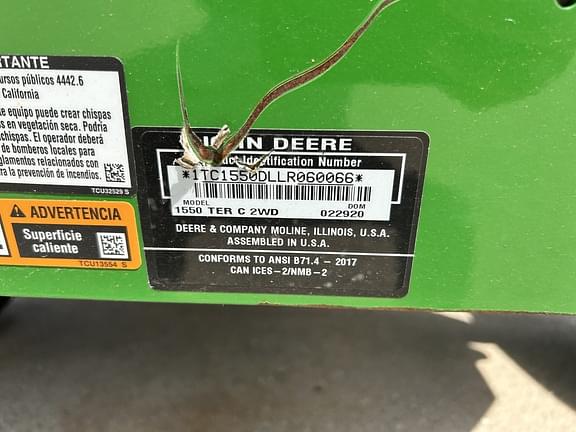 TANTE
ursos públicos 4442.6
California
te equipo puede crear chispas
en vegetación seca. Podría
chispas. El operador deberá
de bomberos locales para
glamentos relacionados con
ra la prevención de incendios.
TCU32529 S
ADVERTENCIA
Superficie
caliente
TCU13554 S
DEERE
Identification Number
*1TC1550DLLR060066*
MODEL DOM
1550 TER C 2WD 022920
DEERE & COMPANY MOLINE, ILLINOIS, U.S.A.
ASSEMBLED IN U.S.A.
CONFORMS TO ANSI B71.4 – 2017
CAN ICES-2/NMB-2